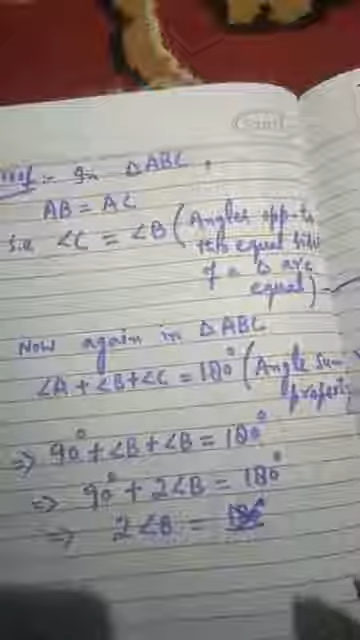 Proof :- In △ABC,
AB = AC
i.e ∠C = ∠B (Angles opp. to
the equal sides
of a △ are
equal)
Now again in △ABC
∠A + ∠B + ∠C = 180° (Angle sum
property
⇒ 90° + ∠B + ∠B = 180°
⇒ 90° + 2∠B = 180°
⇒ 2∠B =